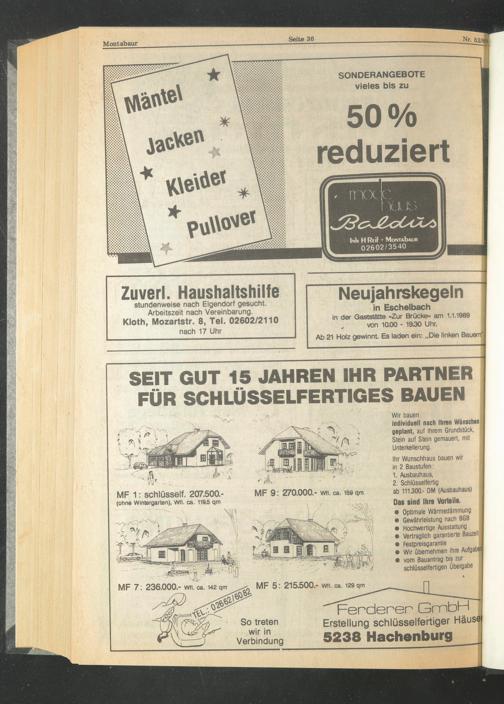 Montabaur
Seite 36
Nr. 52/
Mäntel
Jacken
Kleider
Pullover
SONDERANGEBOTE
vieles bis zu
50 %
reduziert
mode
haus
Baldus
Inh. H. Reif · Montabaur
02602/3540
Zuverl. Haushaltshilfe
stundenweise nach Eigendorf gesucht.
Arbeitszeit nach Vereinbarung.
Kloth, Mozartstr. 8, Tel. 02602/2110
nach 17 Uhr
Neujahrskegeln
in Eschelbach
in der Gaststätte »Zur Brücke« am 1.1.1989
von 10.00 - 19.30 Uhr.
Ab 21 Holz gewinnt. Es laden ein: „Die linken Bauern"
SEIT GUT 15 JAHREN IHR PARTNER
FÜR SCHLÜSSELFERTIGES BAUEN
MF 1: schlüsself. 207.500.-
(ohne Wintergarten), Wfl. ca. 119.5 qm
MF 9: 270.000.- Wfl. ca. 159 qm
MF 7: 236.000.- Wfl. ca. 142 qm
MF 5: 215.500.- Wfl. ca. 129 qm
Wir bauen
individuell nach Ihren Wünschen
geplant, auf Ihrem Grundstück,
Stein auf Stein gemauert, mit
Unterkellerung.
Ihr Wunschhaus bauen wir
in 2 Baustufen:
1. Ausbauhaus,
2. Schlüsselfertig
ab 111.300,- DM (Ausbauhaus)
Das sind Ihre Vorteile.
● Optimale Wärmedämmung
● Gewährleistung nach BGB
● Hochwertige Ausstattung
● Vertraglich garantierte Bauzeit
● Festpreisgarantie
● Wir übernehmen Ihre Aufgaben
● vom Bauantrag bis zur
schlüsselfertigen Übergabe
TEL.: 02662/6082
So treten
wir in
Verbindung
Ferderer GmbH
Erstellung schlüsselfertiger Häuser
5238 Hachenburg